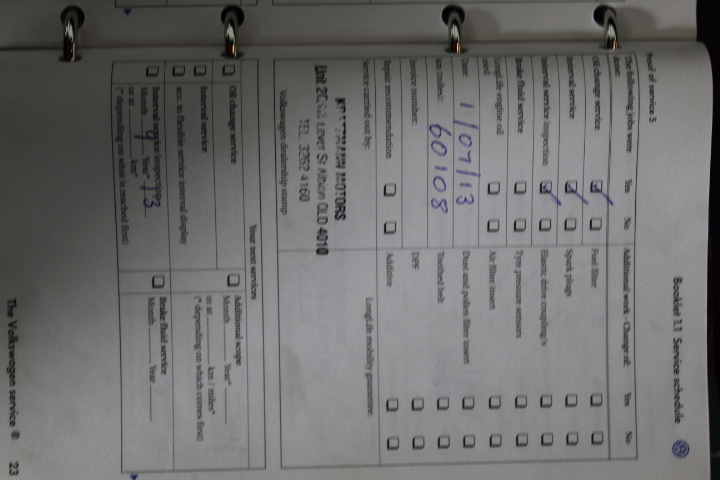 Booklet 1.1 Service schedule
Proof of service 5
The following jobs were done: Yes No
Oil change service
Interval service
Interval service inspection
Brake fluid service
LongLife engine oil used
Date: 1/07/13
km (miles): 60108
Invoice number:
Repair recommendation
Service carried out by:
MOTORS
Lever St Albion QLD 4010
TEL 3262 4160
Volkswagen dealership stamp
Additional work - Change of: Yes No
Fuel filter
Spark plugs
Elastic drive coupling/s
Tyre pressure sensors
Air filter insert
Dust and pollen filter insert
Toothed belt
DPF
Additive
LongLife mobility guarantee:
Your next services
Oil change service
Interval service
acc. to flexible service interval display
Interval service inspection
Month 9 Year* 13
or at km*
(* depending on what is reached first)
Additional scope
Month Year*
or at km / miles*
(* depending on which comes first)
Brake fluid service
Month Year
The Volkswagen service ® 23